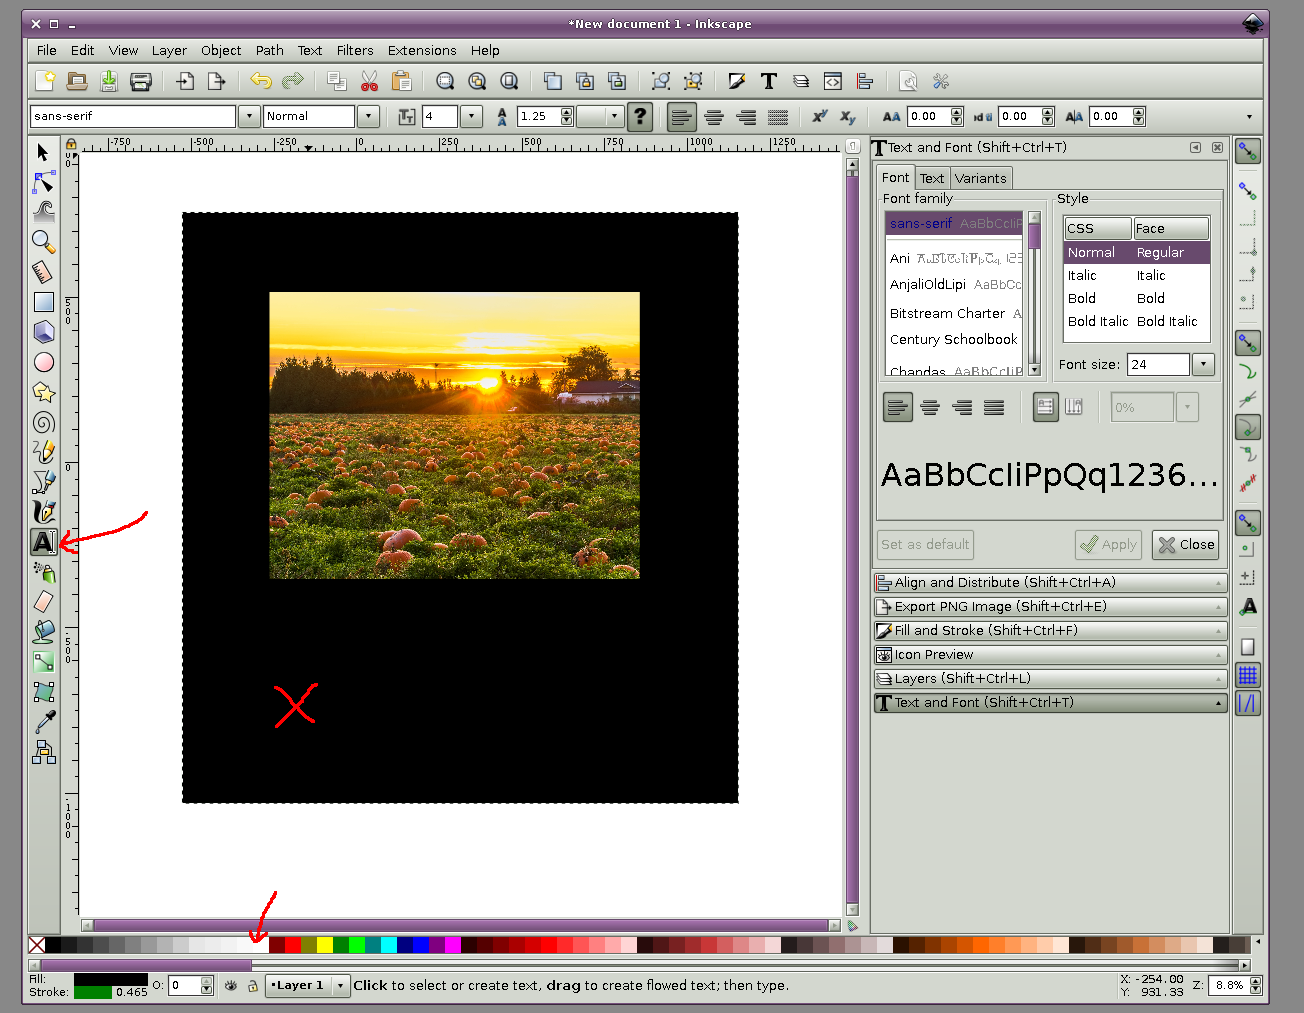 *New document 1 - Inkscape
File Edit View Layer Object Path Text Filters Extensions Help
sans-serif Normal 4 1.25 ? 0.00 0.00 0.00
-750 -500 -250 0 250 500 750 1000 1250
500
0
-500
-1000
Text and Font (Shift+Ctrl+T)
Font Text Variants
Font family Style
sans-serif AaBbCcIiP
CSS Face
Normal Regular
Ani
Italic Italic
AnjaliOldLipi AaBbCc
Bold Bold
Bitstream Charter A
Bold Italic Bold Italic
Century Schoolbook
Font size: 24
Chandas AaBbCcIiP
0%
AaBbCcIiPpQq1236...
Set as default Apply Close
Align and Distribute (Shift+Ctrl+A)
Export PNG Image (Shift+Ctrl+E)
Fill and Stroke (Shift+Ctrl+F)
Icon Preview
Layers (Shift+Ctrl+L)
Text and Font (Shift+Ctrl+T)
Fill:
Stroke: 0.465 O: 0 •Layer 1 Click to select or create text, drag to create flowed text; then type.
X: -254.00
Y: 931.33
Z: 8.8%